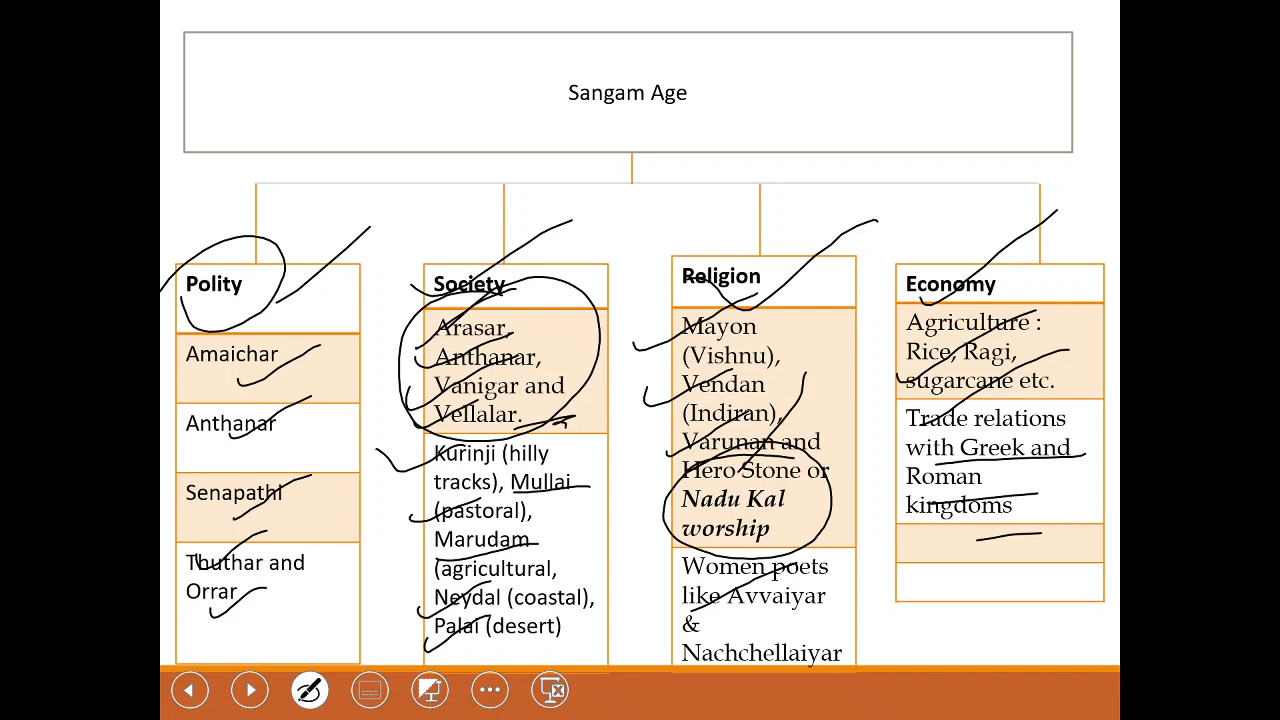 Sangam Age
Polity
Amaichar
Anthanar
Senapathi
Thuthar and
Orrar
Society
Arasar,
Anthanar,
Vanigar and
Vellalar.
Kurinji (hilly
tracks), Mullai
(pastoral),
Marudam
(agricultural,
Neydal (coastal),
Palai (desert)
Religion
Mayon
(Vishnu),
Vendan
(Indiran),
Varunan and
Hero Stone or
Nadu Kal
worship
Women poets
like Avvaiyar
&
Nachchellaiyar
Economy
Agriculture :
Rice, Ragi,
sugarcane etc.
Trade relations
with Greek and
Roman
kingdoms